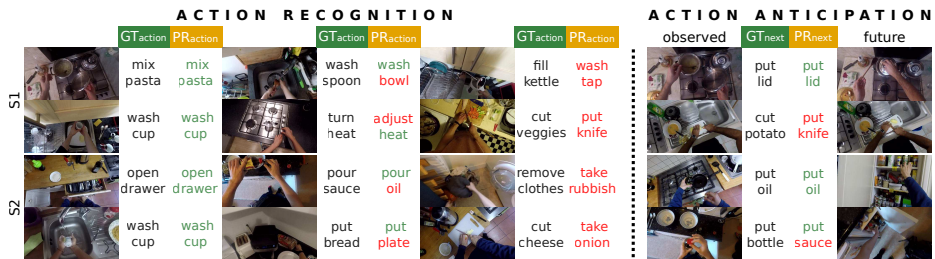 ACTION RECOGNITION
ACTION ANTICIPATION
GTaction PRaction
GTaction PRaction
GTaction PRaction
observed
GTnext PRnext
future
S1
mix pasta
mix pasta
wash spoon
wash bowl
fill kettle
wash tap
put lid
put lid
wash cup
wash cup
turn heat
adjust heat
cut veggies
put knife
cut potato
put knife
S2
open drawer
open drawer
pour sauce
pour oil
remove clothes
take rubbish
put oil
put oil
wash cup
wash cup
put bread
put plate
cut cheese
take onion
put bottle
put sauce